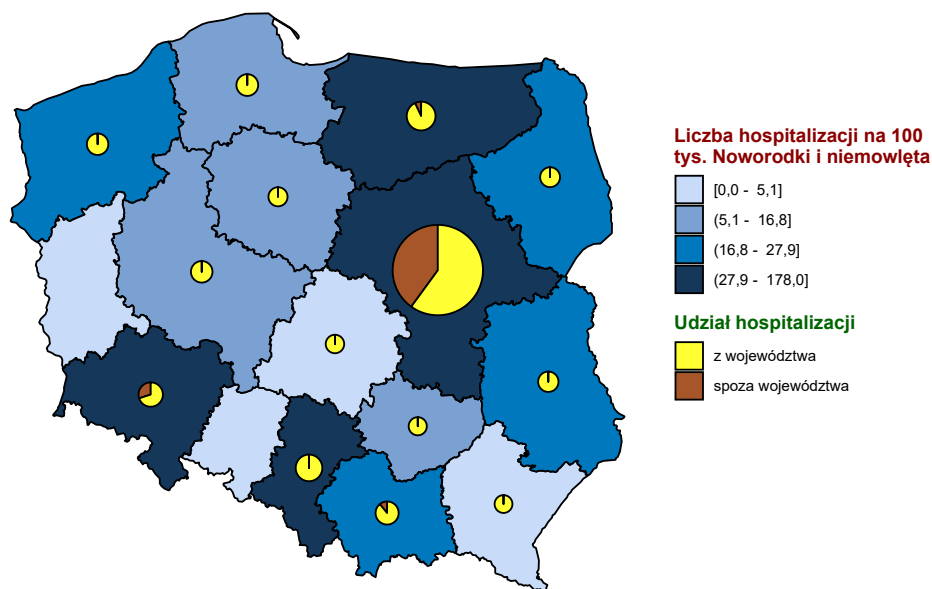 Liczba hospitalizacji na 100
tys. Noworodki i niemowlęta
[0,0 - 5,1]
(5,1 - 16,8]
(16,8 - 27,9]
(27,9 - 178,0]
Udział hospitalizacji
z województwa
spoza województwa